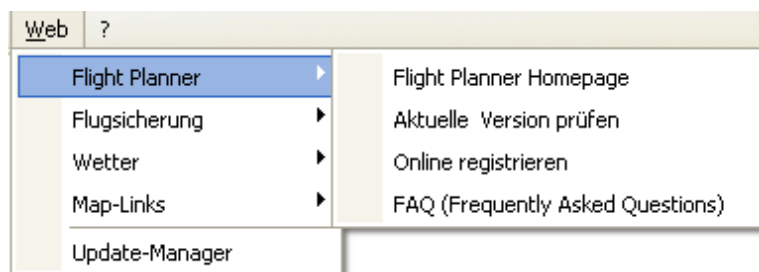 Web ?
Flight Planner
Flugsicherung
Wetter
Map-Links
Update-Manager
Flight Planner Homepage
Aktuelle Version prüfen
Online registrieren
FAQ (Frequently Asked Questions)